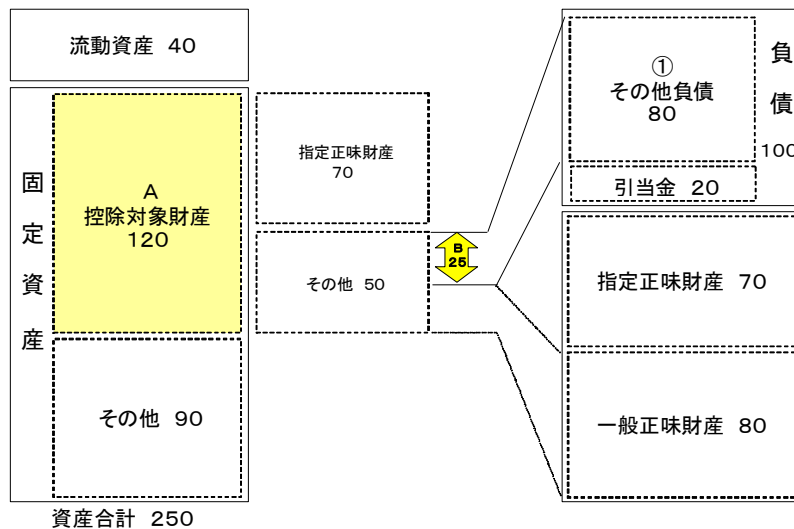 流動資産 40
固定資産
A
控除対象財産
120
その他 90
資産合計 250
指定正味財産
70
その他 50
B
25
①
その他負債
80
負債
100
引当金 20
指定正味財産 70
一般正味財産 80